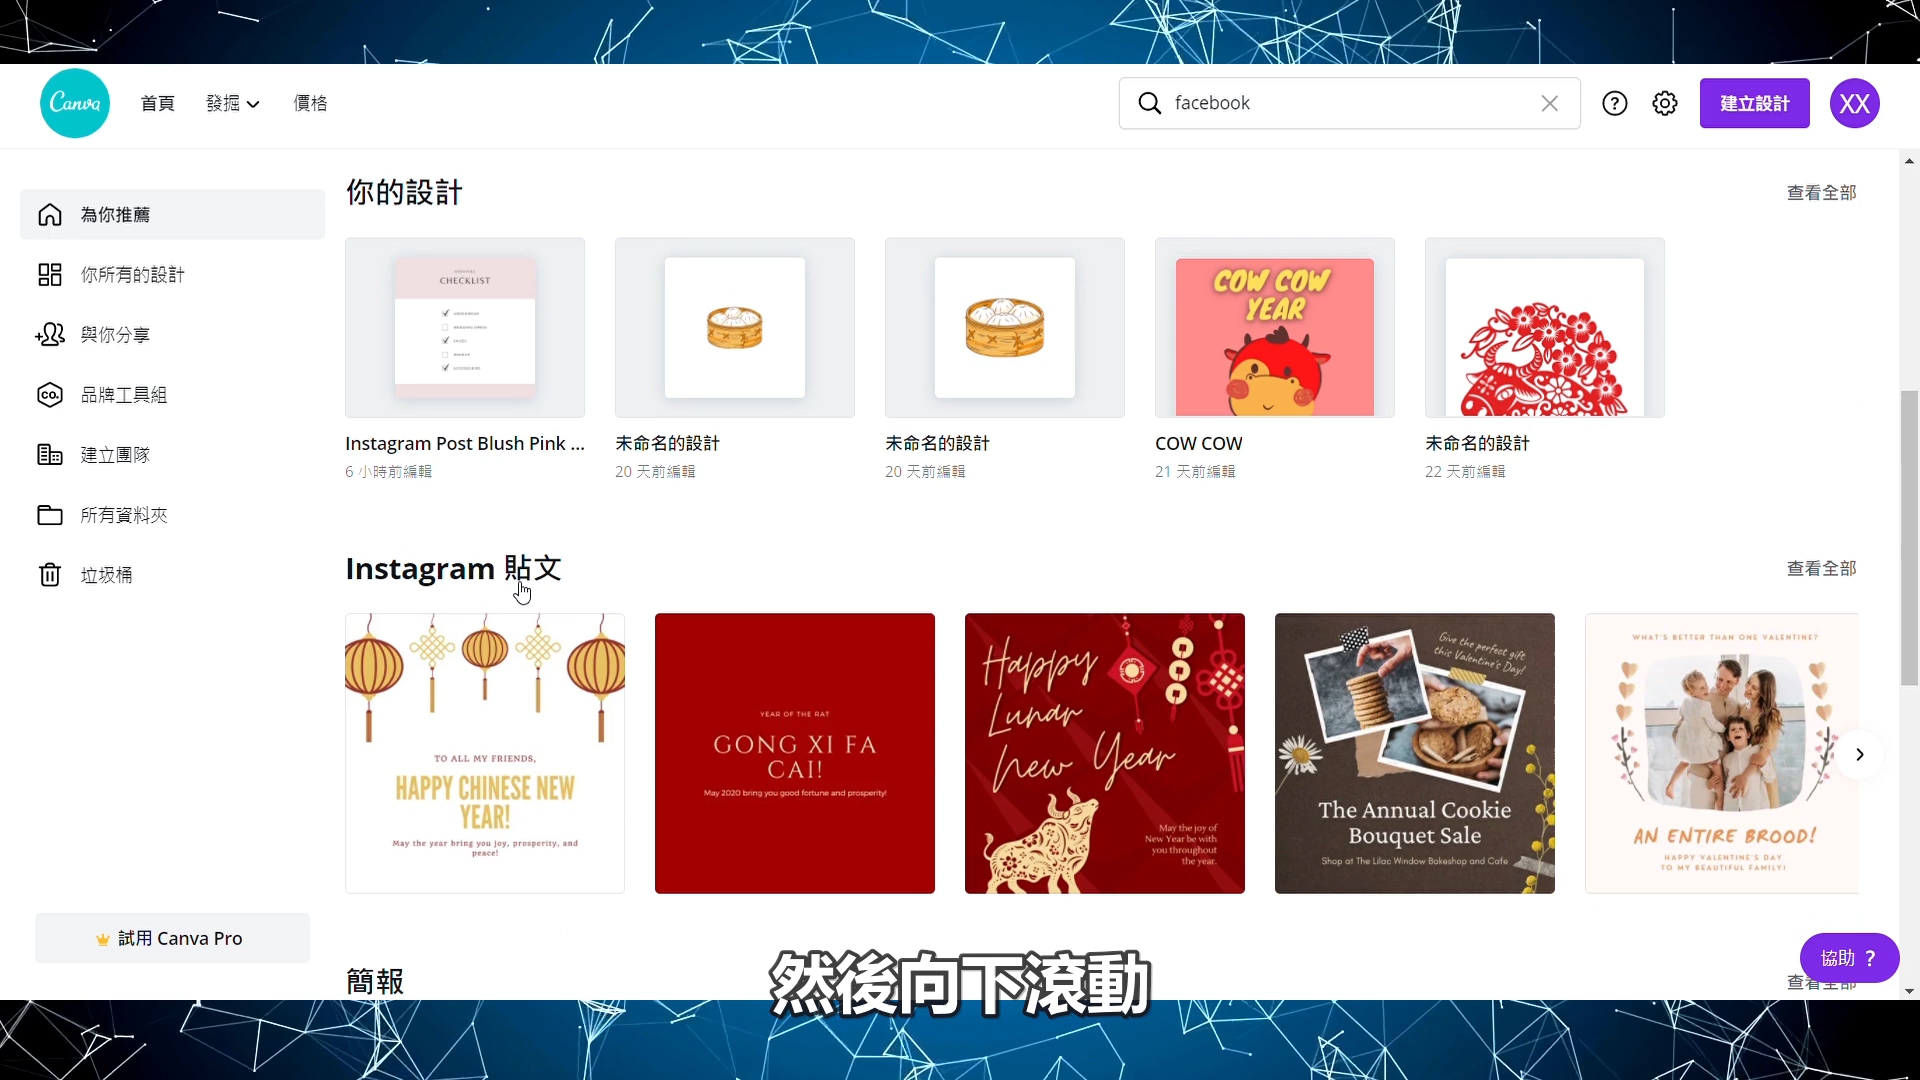 Canva
首頁
發掘
價格
facebook
建立設計
XX
為你推薦
你所有的設計
與你分享
CO.
品牌工具組
建立團隊
所有資料夾
垃圾桶
試用 Canva Pro
你的設計
查看全部
CHECKLIST
COW COW
YEAR
Instagram Post Blush Pink ...
6 小時前編輯
未命名的設計
20 天前編輯
未命名的設計
20 天前編輯
COW COW
21 天前編輯
未命名的設計
22 天前編輯
Instagram 貼文
查看全部
TO ALL MY FRIENDS,
HAPPY CHINESE NEW
YEAR!
May the year bring you joy, prosperity, and
peace!
YEAR OF THE RAT
GONG XI FA
CAI!
May 2020 bring you good fortune and prosperity!
Happy
Lunar
New Year
May the joy of
New Year be with
you throughout
the year.
Give the perfect gift
this Valentine's Day!
The Annual Cookie
Bouquet Sale
Shop at The Lilac Window Bakeshop and Cafe
WHAT'S BETTER THAN ONE VALENTINE?
AN ENTIRE BROOD!
HAPPY VALENTINE'S DAY
TO MY BEAUTIFUL FAMILY!
協助 ?
簡報
查看全部
然後向下滾動